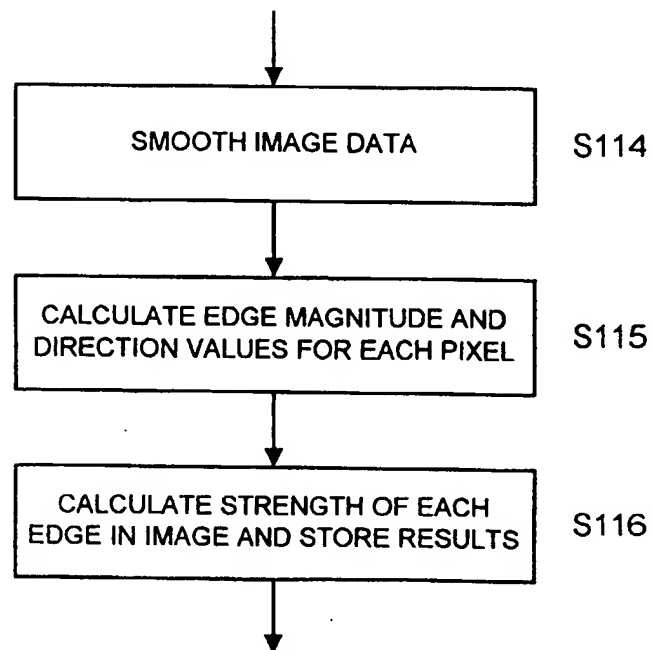 SMOOTH IMAGE DATA
S114
CALCULATE EDGE MAGNITUDE AND
DIRECTION VALUES FOR EACH PIXEL
S115
CALCULATE STRENGTH OF EACH
EDGE IN IMAGE AND STORE RESULTS
S116